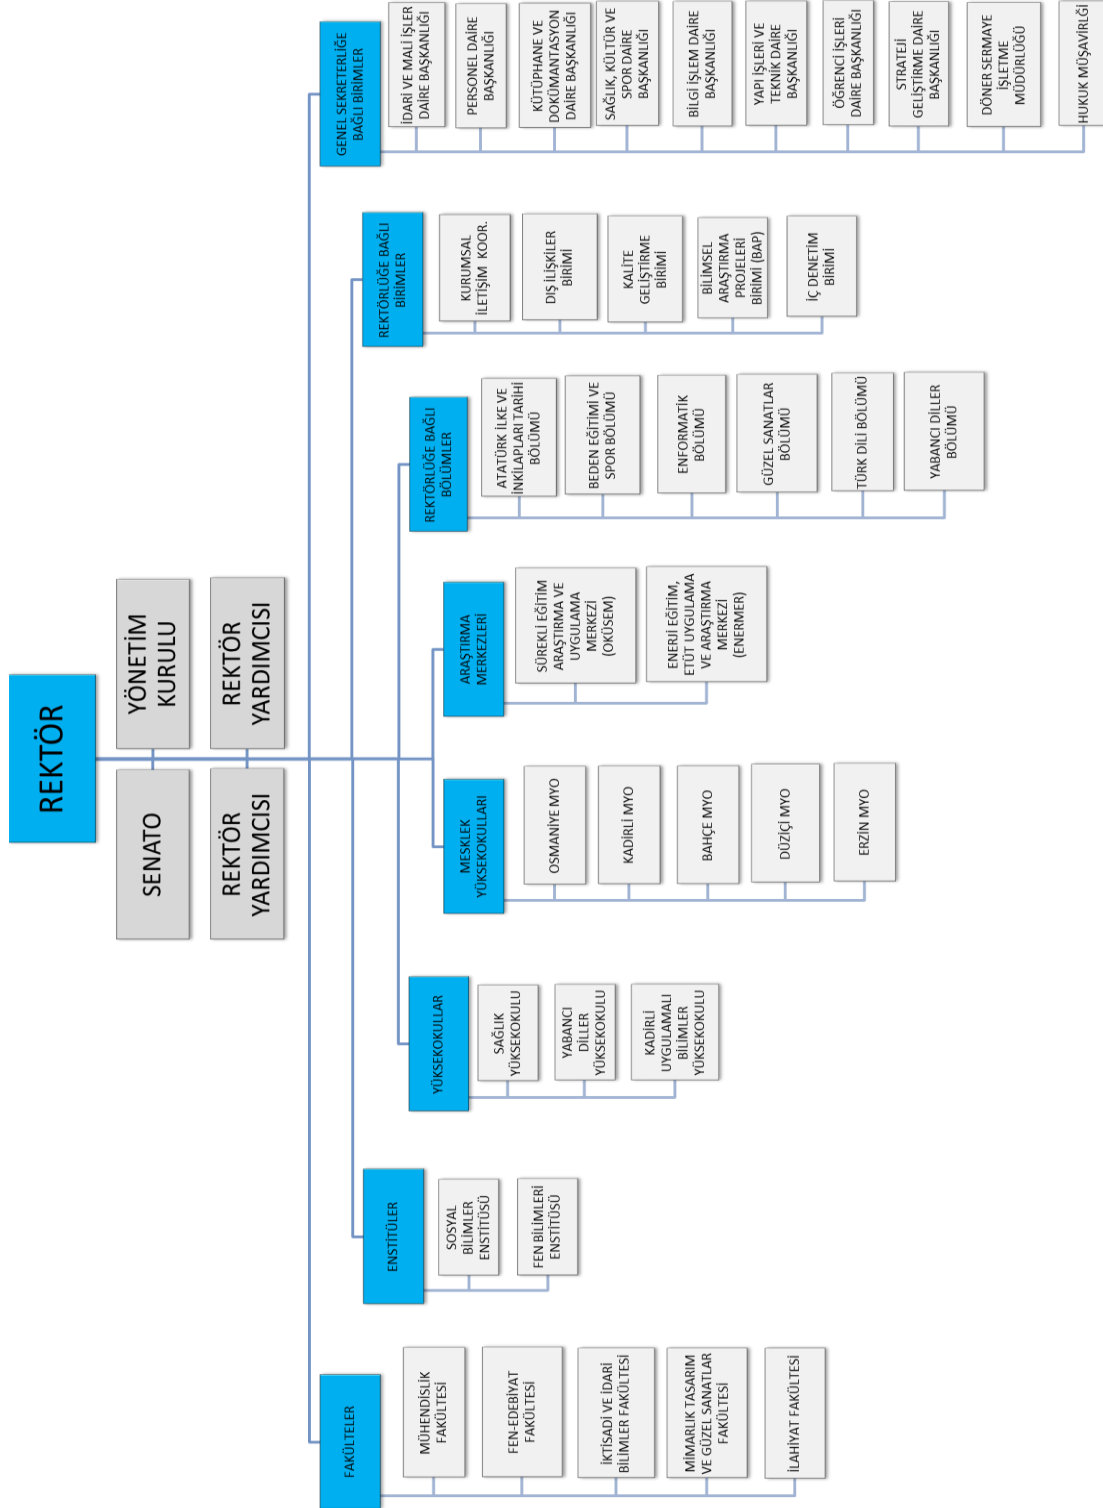 REKTÖR
SENATO
YÖNETİM
KURULU
REKTÖR
YARDIMCISI
REKTÖR
YARDIMCISI
FAKÜLTELER
MÜHENDİSLİK
FAKÜLTESİ
FEN-EDEBİYAT
FAKÜLTESİ
İKTİSADİ VE İDARİ
BİLİMLER FAKÜLTESİ
MİMARLIK TASARIM
VE GÜZEL SANATLAR
FAKÜLTESİ
İLAHİYAT FAKÜLTESİ
ENSTİTÜLER
SOSYAL
BİLİMLER
ENSTİTÜSÜ
FEN BİLİMLERİ
ENSTİTÜSÜ
YÜKSEKOKULLAR
SAĞLIK
YÜKSEKOKULU
YABANCI
DİLLER
YÜKSEKOKULU
KADİRLİ
UYGULAMALI
BİLİMLER
YÜKSEKOKULU
MESKLEK
YÜKSEKOKULLARI
OSMANİYE MYO
KADİRLİ MYO
BAHÇE MYO
DÜZİÇİ MYO
ERZİN MYO
ARAŞTIRMA
MERKEZLERİ
SÜREKLİ EĞİTİM
ARAŞTIRMA VE
UYGULAMA
MERKEZİ
(OKÜSEM)
ENERJİ EĞİTİM,
ETÜT UYGULAMA
VE ARAŞTIRMA
MERKEZİ
(ENERMER)
REKTÖRLÜĞE BAĞLI
BÖLÜMLER
ATATÜRK İLKE VE
İNKİLAPLARI TARİHİ
BÖLÜMÜ
BEDEN EĞİTİMİ VE
SPOR BÖLÜMÜ
ENFORMATİK
BÖLÜMÜ
GÜZEL SANATLAR
BÖLÜMÜ
TÜRK DİLİ BÖLÜMÜ
YABANCI DİLLER
BÖLÜMÜ
REKTÖRLÜĞE BAĞLI
BİRİMLER
KURUMSAL
İLETİŞİM KOOR.
DIŞ İLİŞKİLER
BİRİMİ
KALİTE
GELİŞTİRME
BİRİMİ
BİLİMSEL
ARAŞTIRMA
PROJELERİ
BİRİMİ (BAP)
İÇ DENETİM
BİRİMİ
GENEL SEKRETERLİĞE
BAĞLI BİRİMLER
İDARİ VE MALİ İŞLER
DAİRE BAŞKANLIĞI
PERSONEL DAİRE
BAŞKANLIĞI
KÜTÜPHANE VE
DOKÜMANTASYON
DAİRE BAŞKANLIĞI
SAĞLIK, KÜLTÜR VE
SPOR DAİRE
BAŞKANLIĞI
BİLGİ İŞLEM DAİRE
BAŞKANLIĞI
YAPI İŞLERİ VE
TEKNİK DAİRE
BAŞKANLIĞI
ÖĞRENCİ İŞLERİ
DAİRE BAŞKANLIĞI
STRATEJİ
GELİŞTİRME DAİRE
BAŞKANLIĞI
DÖNER SERMAYE
İŞLETME
MÜDÜRLÜĞÜ
HUKUK MÜŞAVİRLĞİ